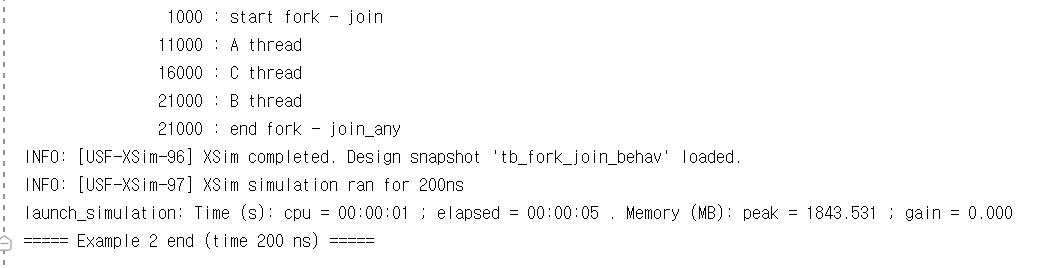 1000 : start fork - join
11000 : A thread
16000 : C thread
21000 : B thread
21000 : end fork - join_any
INFO: [USF-XSim-96] XSim completed. Design snapshot 'tb_fork_join_behav' loaded.
INFO: [USF-XSim-97] XSim simulation ran for 200ns
launch_simulation: Time (s): cpu = 00:00:01 ; elapsed = 00:00:05 . Memory (MB): peak = 1843.531 ; gain = 0.000
===== Example 2 end (time 200 ns) =====